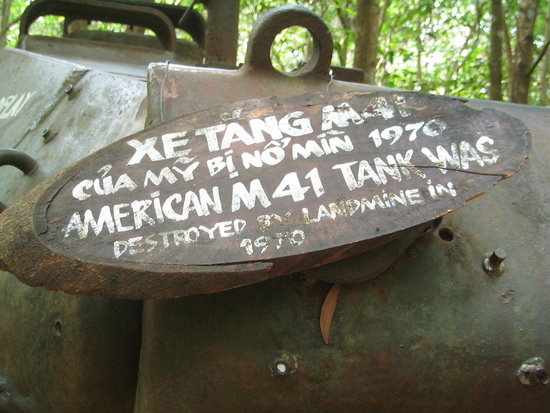 XE TĂNG M41
CỦA MỸ BỊ NỔ MÌN 1970
AMERICAN M41 TANK WAS
DESTROYED BY LANDMINE IN
1970